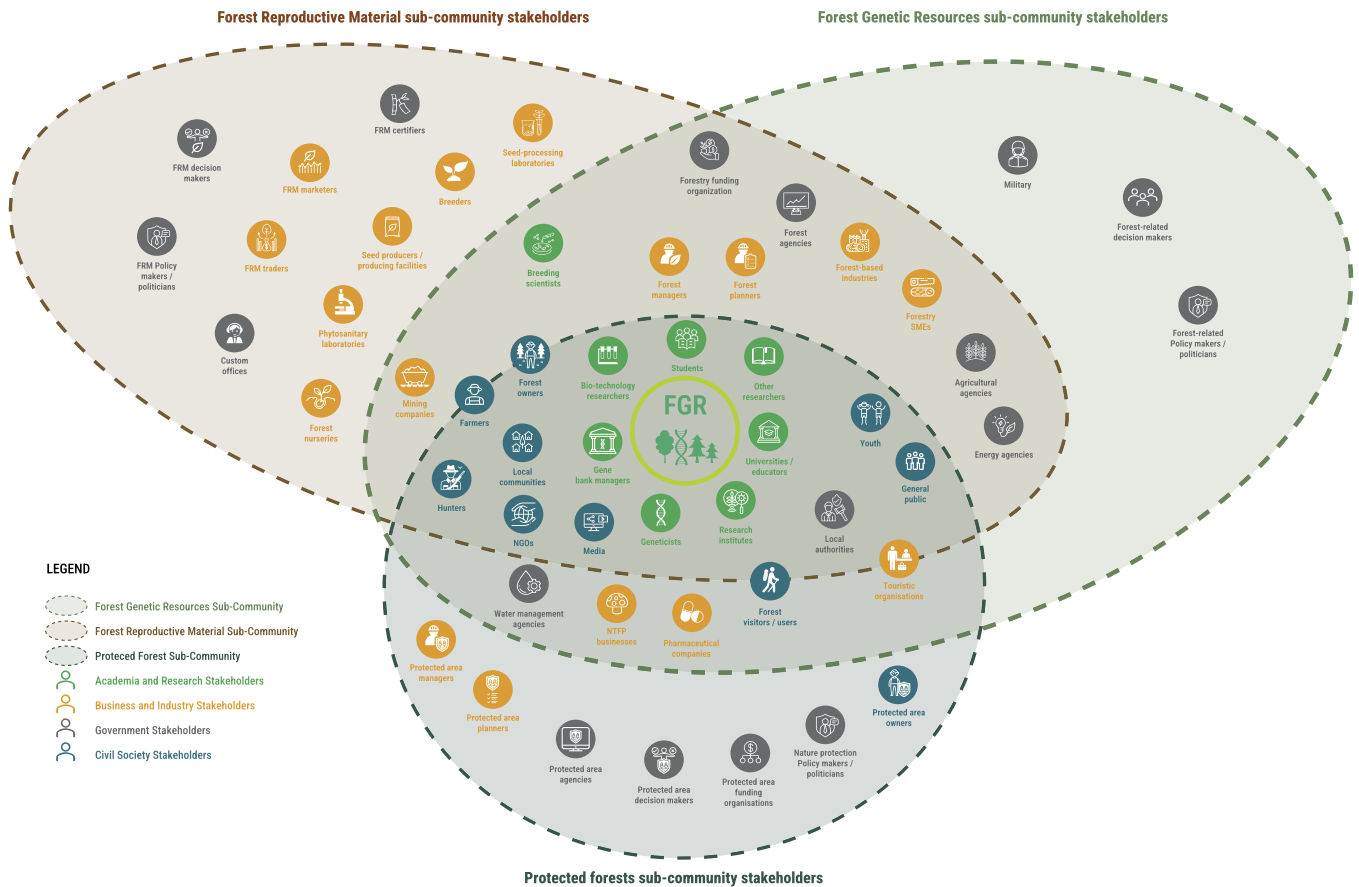 Forest Reproductive Material sub-community stakeholders
Forest Genetic Resources sub-community stakeholders
FRM certifiers
Seed-processing
laboratories
FRM decision
makers
FRM marketers
Breeders
Forestry funding
organization
Military
Forest-related
decision makers
Forest
agencies
FRM Policy
makers /
politicians
FRM traders
Seed producers /
producing facilities
Breeding
scientists
Forest
managers
Forest
planners
Forest-based
industries
Forestry
SMEs
Forest-related
Policy makers /
politicians
Phytosanitary
laboratories
Custom
offices
Forest
nurseries
Mining
companies
Farmers
Forest
owners
Bio-technology
researchers
Students
Other
researchers
Agricultural
agencies
Energy agencies
FGR
Youth
General
public
Hunters
Local
communities
Gene
bank managers
Universities /
educators
NGOs
Media
Geneticists
Research
institutes
Local
authorities
Touristic
organisations
Water management
agencies
NTFP
businesses
Pharmaceutical
companies
Forest
visitors / users
Protected area
managers
Protected area
planners
Protected area
owners
Protected area
agencies
Protected area
decision makers
Protected area
funding
organisations
Nature protection
Policy makers /
politicians
LEGEND
Forest Genetic Resources Sub-Community
Forest Reproductive Material Sub-Community
Proteced Forest Sub-Community
Academia and Research Stakeholders
Business and Industry Stakeholders
Government Stakeholders
Civil Society Stakeholders
Protected forests sub-community stakeholders